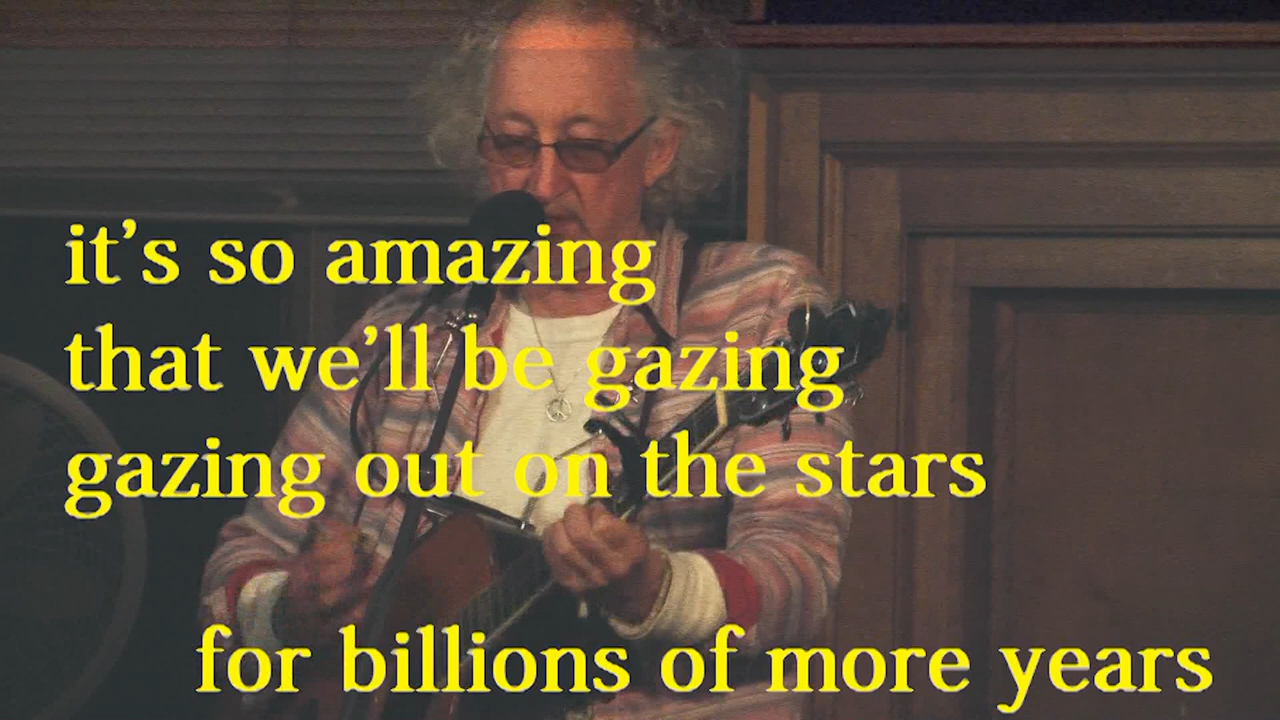 it's so amazing
that we'll be gazing
gazing out on the stars
for billions of more years